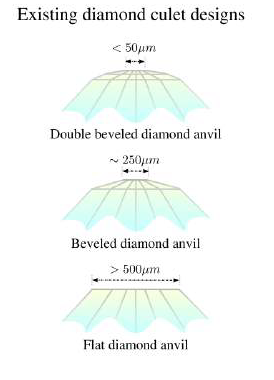 Existing diamond culet designs
< 50μm
Double beveled diamond anvil
~ 250μm
Beveled diamond anvil
> 500μm
Flat diamond anvil